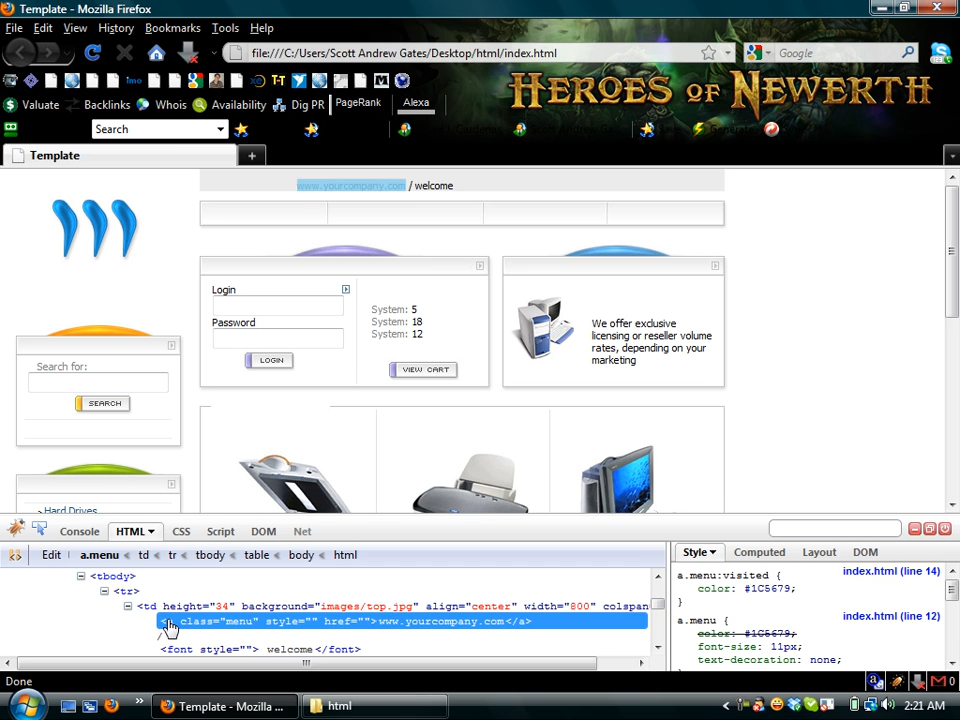 Template - Mozilla Firefox
File Edit View History Bookmarks Tools Help
file:///C:/Users/Scott Andrew Gates/Desktop/html/index.html
Google
HEROES OF NEWERTH
imo
T-T
M
$ Valuate Backlinks Whois Availability Dig PR PageRank Alexa
Search
Template
+
www.yourcompany.com / welcome
Login
Password
LOGIN
System: 5
System: 18
System: 12
VIEW CART
We offer exclusive
licensing or reseller volume
rates, depending on your
marketing
Search for:
SEARCH
Hard Drives
Console HTML CSS Script DOM Net
Edit a.menu < td < tr < tbody < table < body < html
Style Computed Layout DOM
<tbody>
<tr>
<td height="34" background="images/top.jpg" align="center" width="800" colspan
class="menu" style="" href="">www.yourcompany.com</a>
/
<font style=""> welcome</font>
a.menu:visited { index.html (line 14)
color: #1C5679;
}
a.menu { index.html (line 12)
color: #1C5679;
font-size: 11px;
text-decoration: none;
Done
0
Template - Mozilla ...
html
2:21 AM